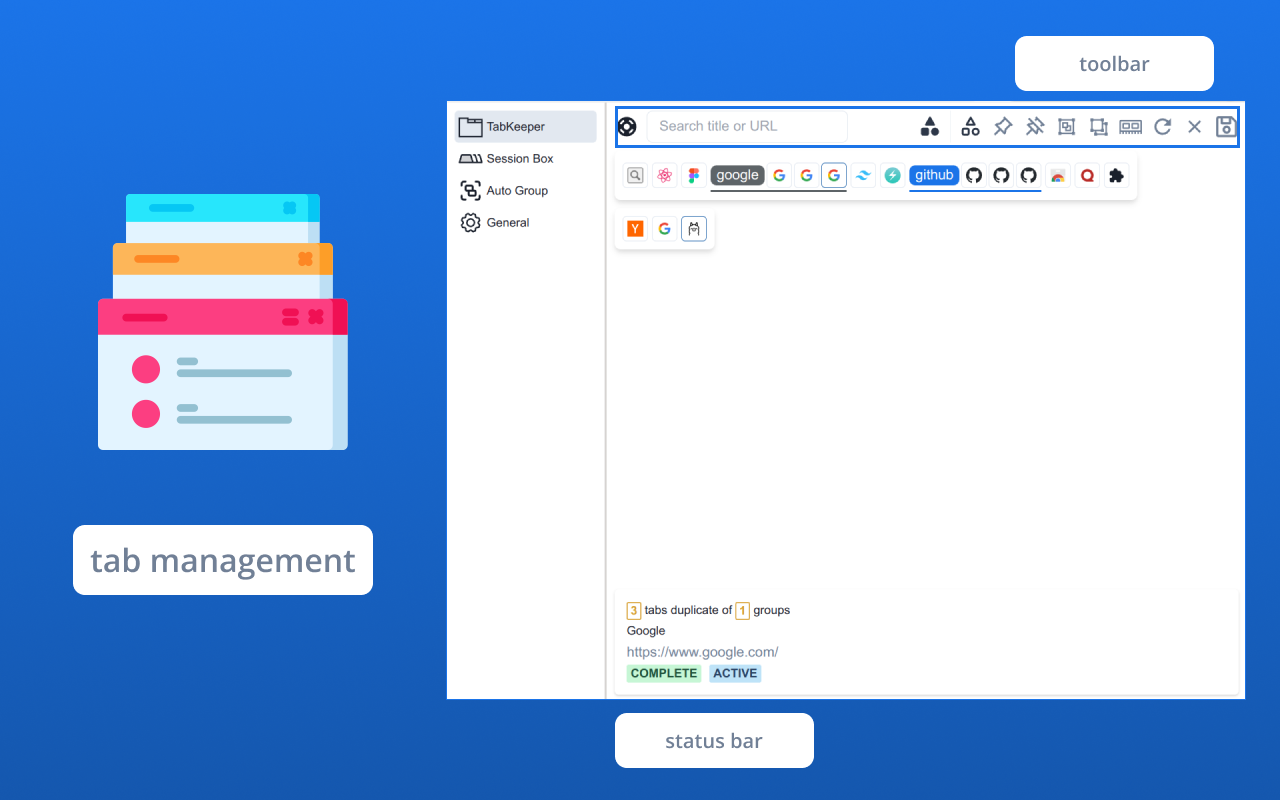 toolbar
TabKeeper
Session Box
Auto Group
General
Search title or URL
google
github
3 tabs duplicate of 1 groups
Google
https://www.google.com/
COMPLETE ACTIVE
tab management
status bar